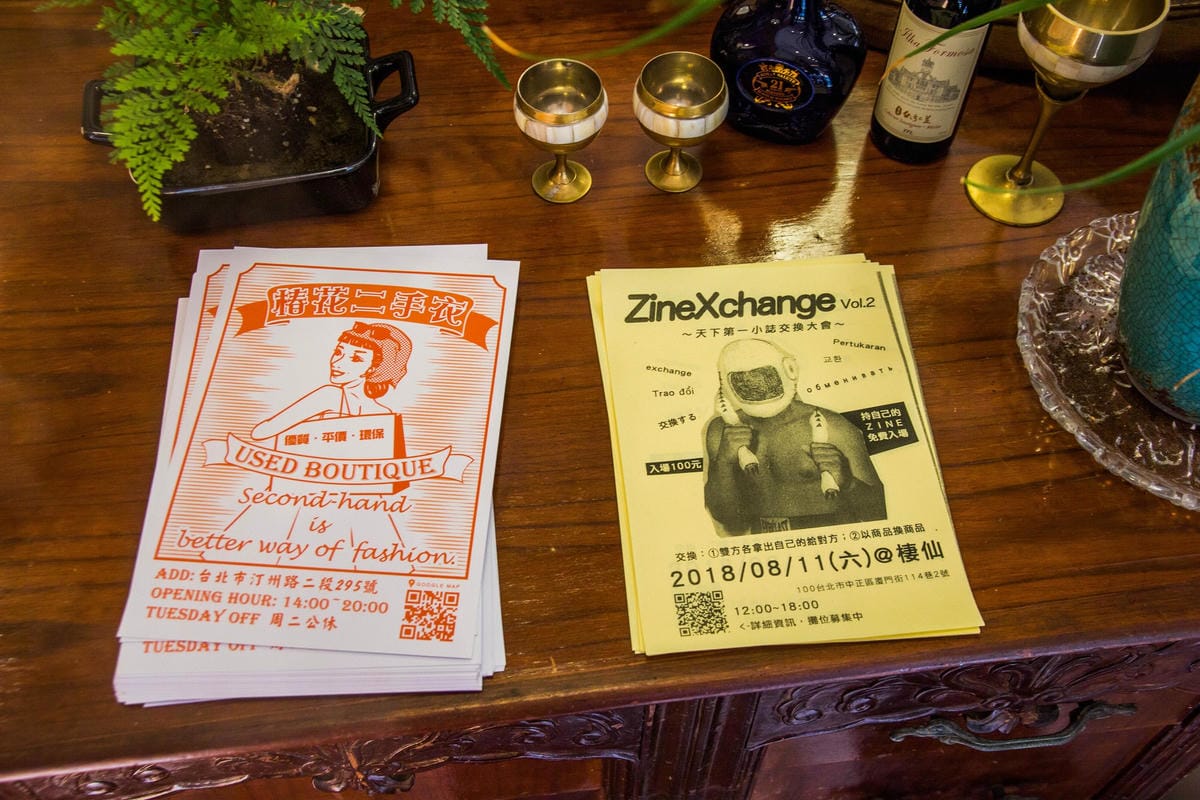 椿花二手衣
優質・平價・環保
USED BOUTIQUE
Second-hand
is
better way of fashion.
ADD: 台北市汀州路二段295號
OPENING HOUR: 14:00~20:00
TUESDAY OFF 周二公休
GOOGLE MAP
TUESDAY OFF
ZineXchange Vol.2
～天下第一小誌交換大會～
Pertukaran
교환
exchange
обменивать
Trao đổi
交換する
持自己的
ZINE
免費入場
入場100元
EVERLAST
交換：①雙方各拿出自己的給對方；②以商品換商品
2018/08/11(六)@棲仙
100台北市中正區廈門街114巷2號
12:00~18:00
<-詳細資訊，攤位募集中
21
Ilha Formosa